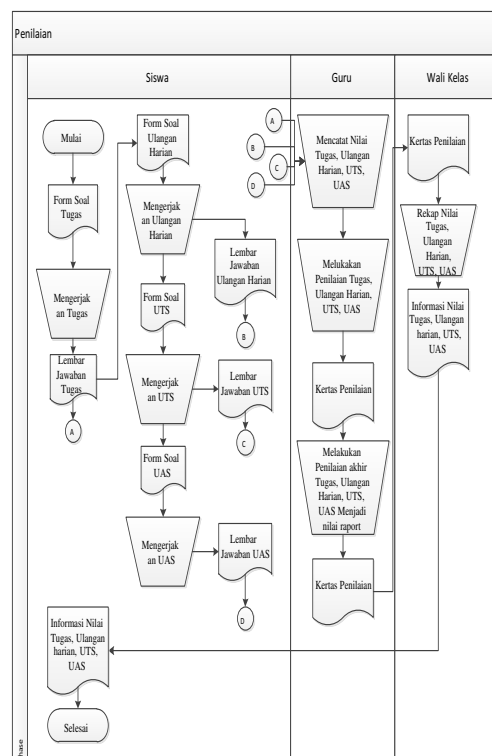 Penilaian
Siswa
Guru
Wali Kelas
Mulai
Form Soal
Tugas
Mengerjak
an Tugas
Lembar
Jawaban
Tugas
A
Form Soal
Ulangan
Harian
Mengerjak
an Ulangan
Harian
Lembar
Jawaban
Ulangan Harian
B
Form Soal
UTS
Mengerjak
an UTS
Lembar
Jawaban UTS
C
Form Soal
UAS
Mengerjak
an UAS
Lembar
Jawaban UAS
D
Informasi Nilai
Tugas, Ulangan
harian, UTS,
UAS
Selesai
A
B
C
D
Mencatat Nilai
Tugas, Ulangan
Harian, UTS,
UAS
Melukakan
Penilaian Tugas,
Ulangan Harian,
UTS, UAS
Kertas Penilaian
Melakukan
Penilaian akhir
Tugas, Ulangan
Harian, UTS,
UAS Menjadi
nilai raport
Kertas Penilaian
Kertas Penilaian
Rekap Nilai
Tugas,
Ulangan
Harian,
UTS, UAS
Informasi Nilai
Tugas, Ulangan
harian, UTS,
UAS
hase